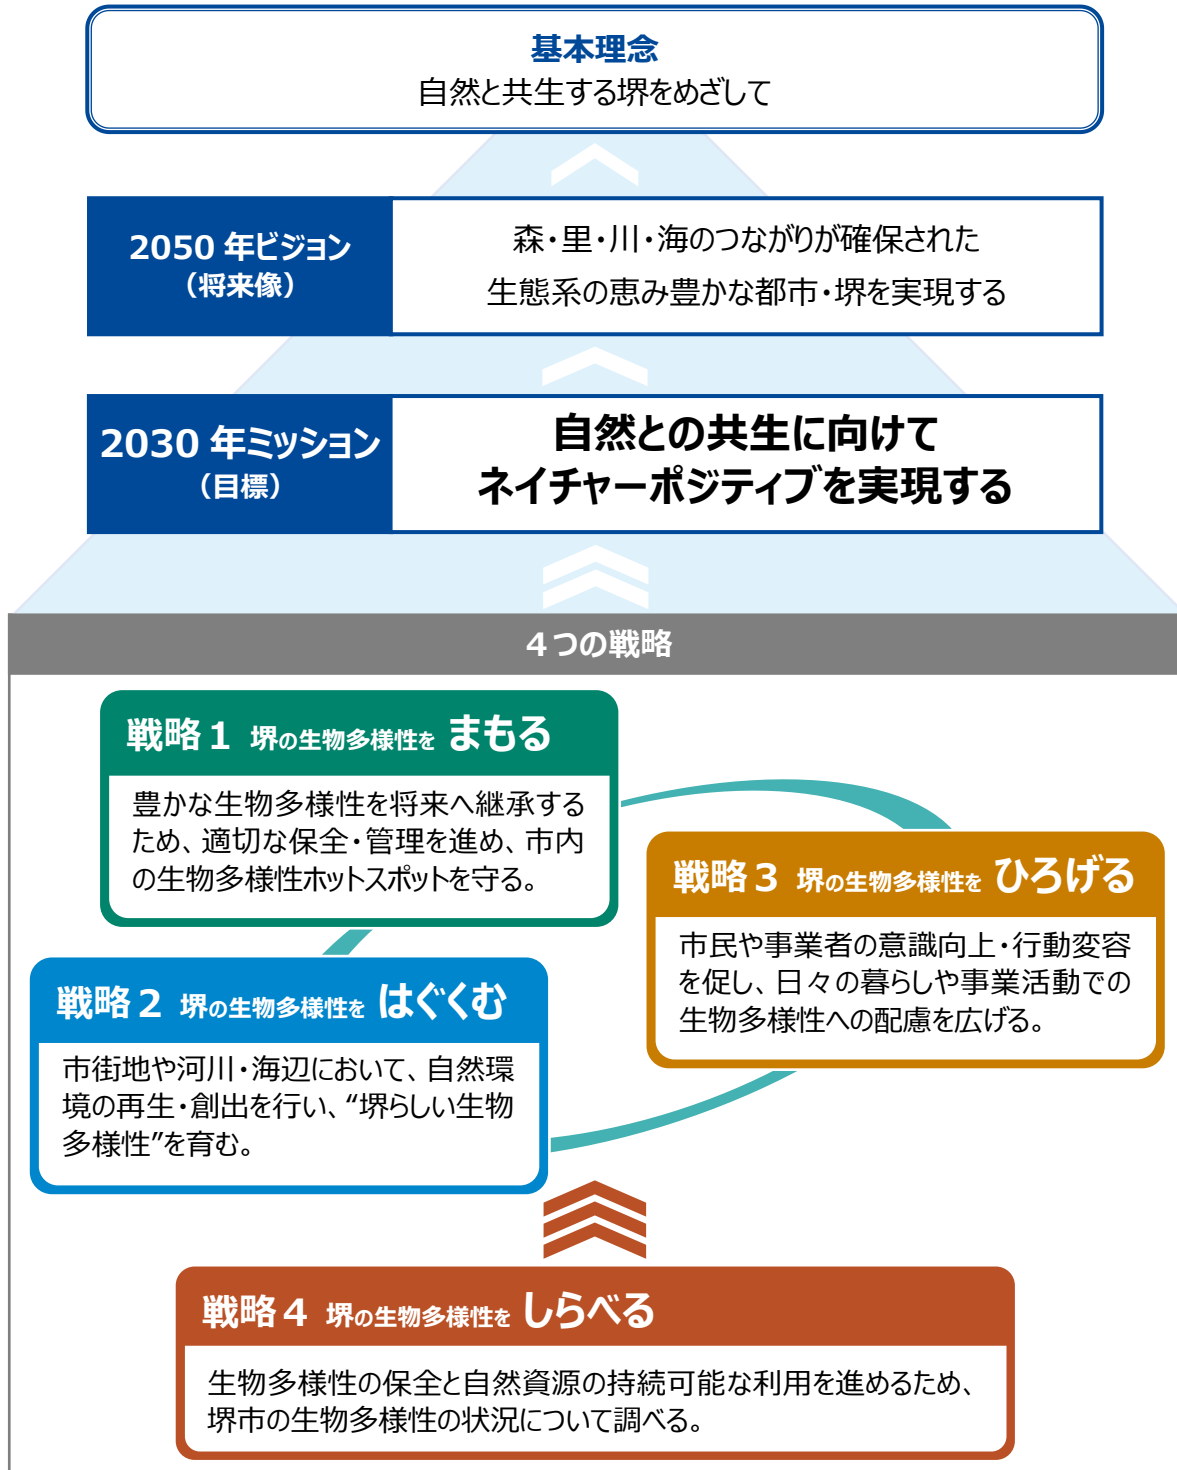 基本理念
自然と共生する堺をめざして
2050 年ビジョン
（将来像）
森・里・川・海のつながりが確保された
生態系の恵み豊かな都市・堺を実現する
2030 年ミッション
（目標）
自然との共生に向けて
ネイチャーポジティブを実現する
４つの戦略
戦略１ 堺の生物多様性を まもる
豊かな生物多様性を将来へ継承する
ため、適切な保全・管理を進め、市内
の生物多様性ホットスポットを守る。
戦略３ 堺の生物多様性を ひろげる
市民や事業者の意識向上・行動変容
を促し、日々の暮らしや事業活動での
生物多様性への配慮を広げる。
戦略２ 堺の生物多様性を はぐくむ
市街地や河川・海辺において、自然環
境の再生・創出を行い、“堺らしい生物
多様性”を育む。
戦略４ 堺の生物多様性を しらべる
生物多様性の保全と自然資源の持続可能な利用を進めるため、
堺市の生物多様性の状況について調べる。